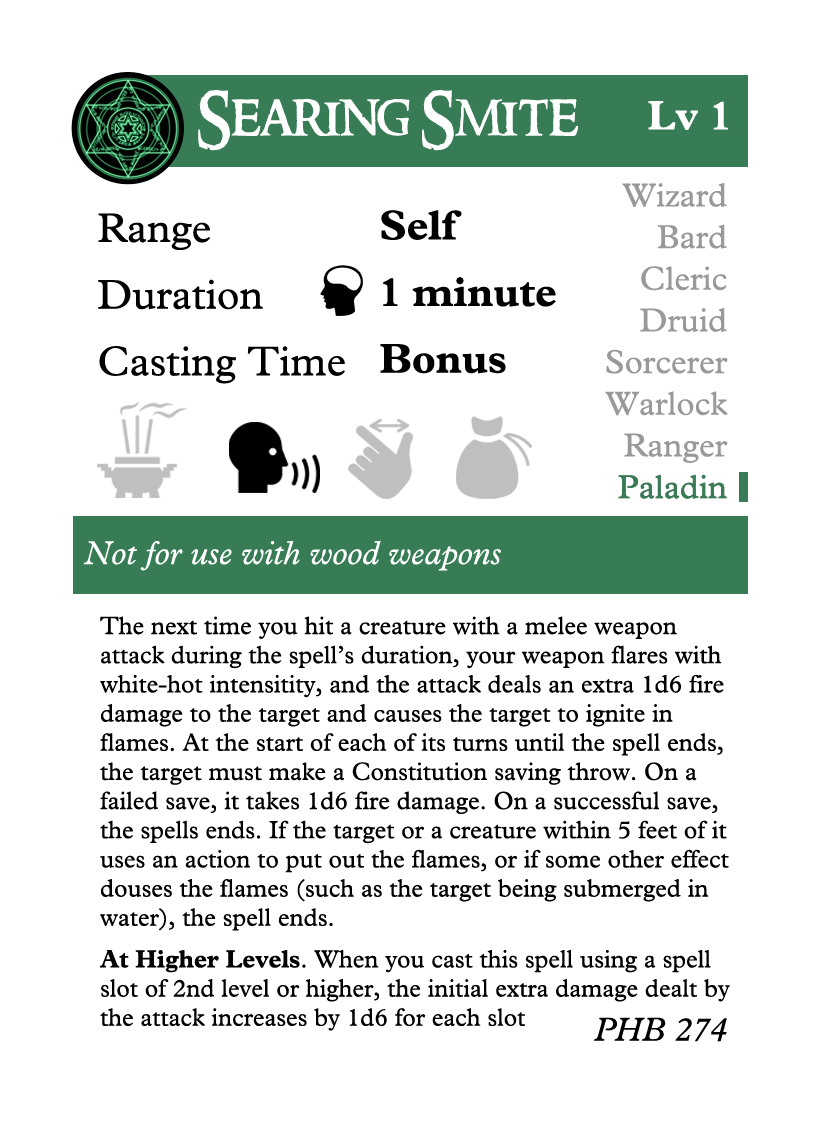 SEARING SMITE Lv 1
Range Self
Duration 1 minute
Casting Time Bonus
Wizard
Bard
Cleric
Druid
Sorcerer
Warlock
Ranger
Paladin
Not for use with wood weapons
The next time you hit a creature with a melee weapon
attack during the spell’s duration, your weapon flares with
white-hot intensitity, and the attack deals an extra 1d6 fire
damage to the target and causes the target to ignite in
flames. At the start of each of its turns until the spell ends,
the target must make a Constitution saving throw. On a
failed save, it takes 1d6 fire damage. On a successful save,
the spells ends. If the target or a creature within 5 feet of it
uses an action to put out the flames, or if some other effect
douses the flames (such as the target being submerged in
water), the spell ends.
At Higher Levels. When you cast this spell using a spell
slot of 2nd level or higher, the initial extra damage dealt by
the attack increases by 1d6 for each slot
PHB 274